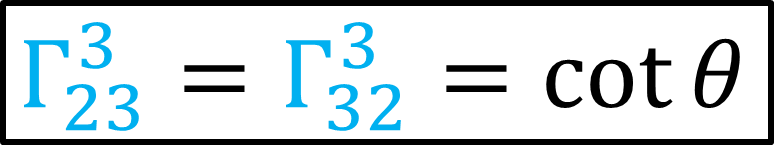 Γ³₂₃ = Γ³₃₂ = cot θ